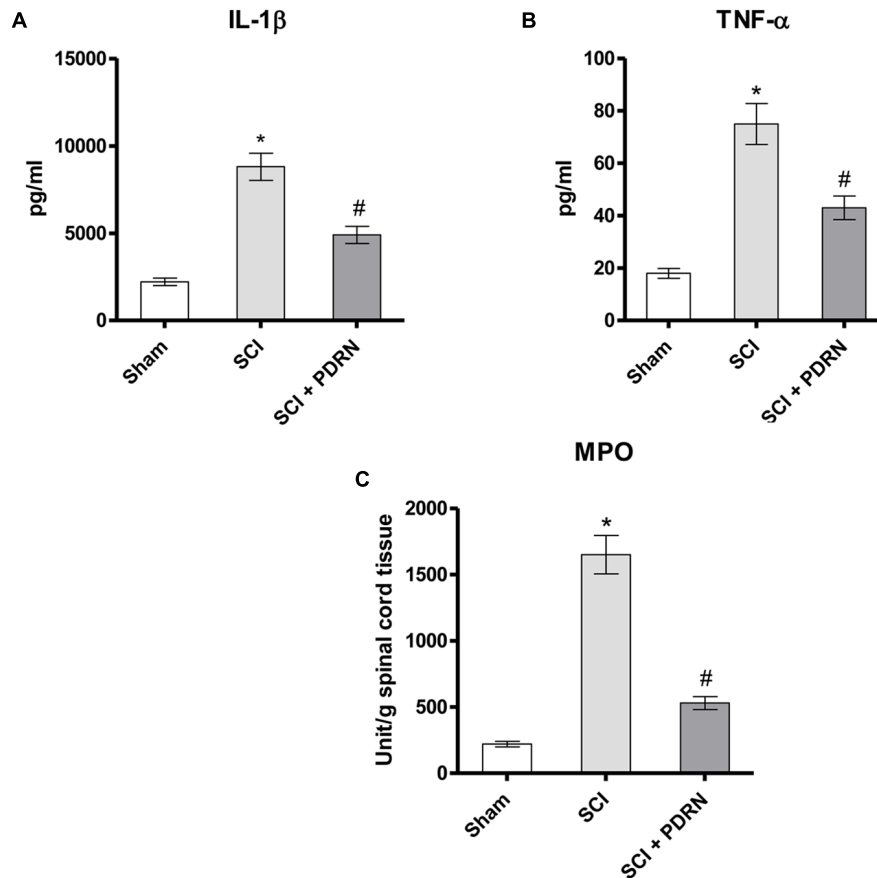 A
IL-1β
pg/ml
15000
10000
5000
0
*
#
Sham
SCI
SCI + PDRN
B
TNF-α
pg/ml
100
80
60
40
20
0
*
#
Sham
SCI
SCI + PDRN
C
MPO
Unit/g spinal cord tissue
2000
1500
1000
500
0
*
#
Sham
SCI
SCI + PDRN